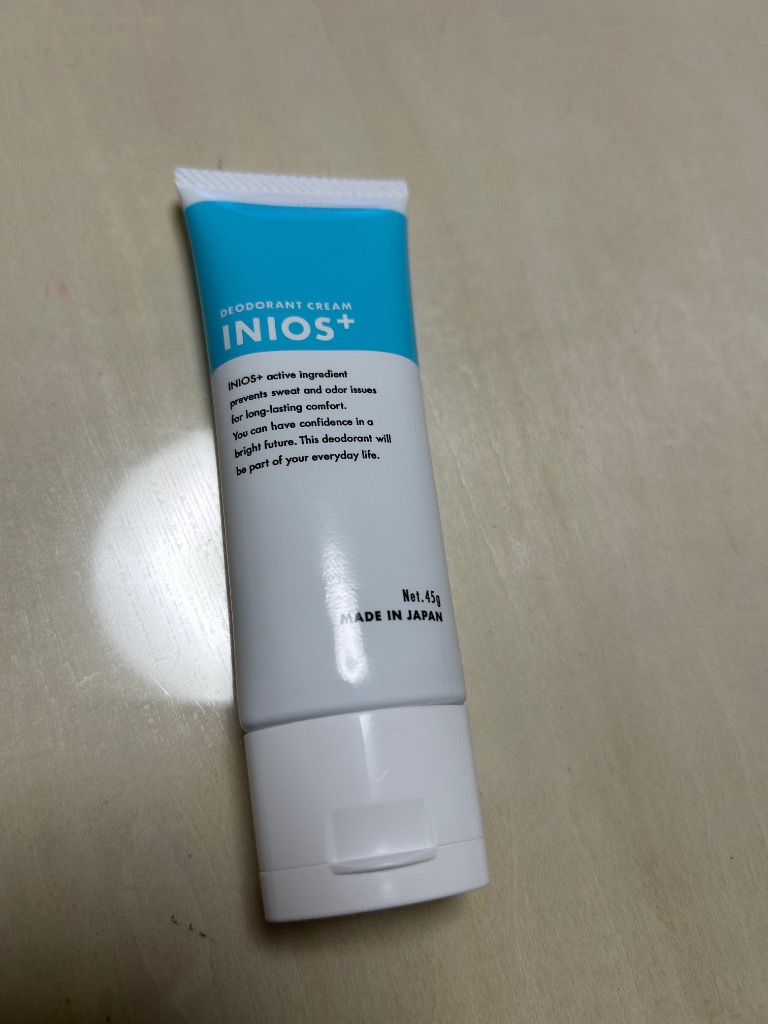 DEODORANT CREAM
INIOS+
INIOS+ active ingredient
prevents sweat and odor issues
for long-lasting comfort.
You can have confidence in a
bright future. This deodorant will
be part of your everyday life.
Net.45g
MADE IN JAPAN